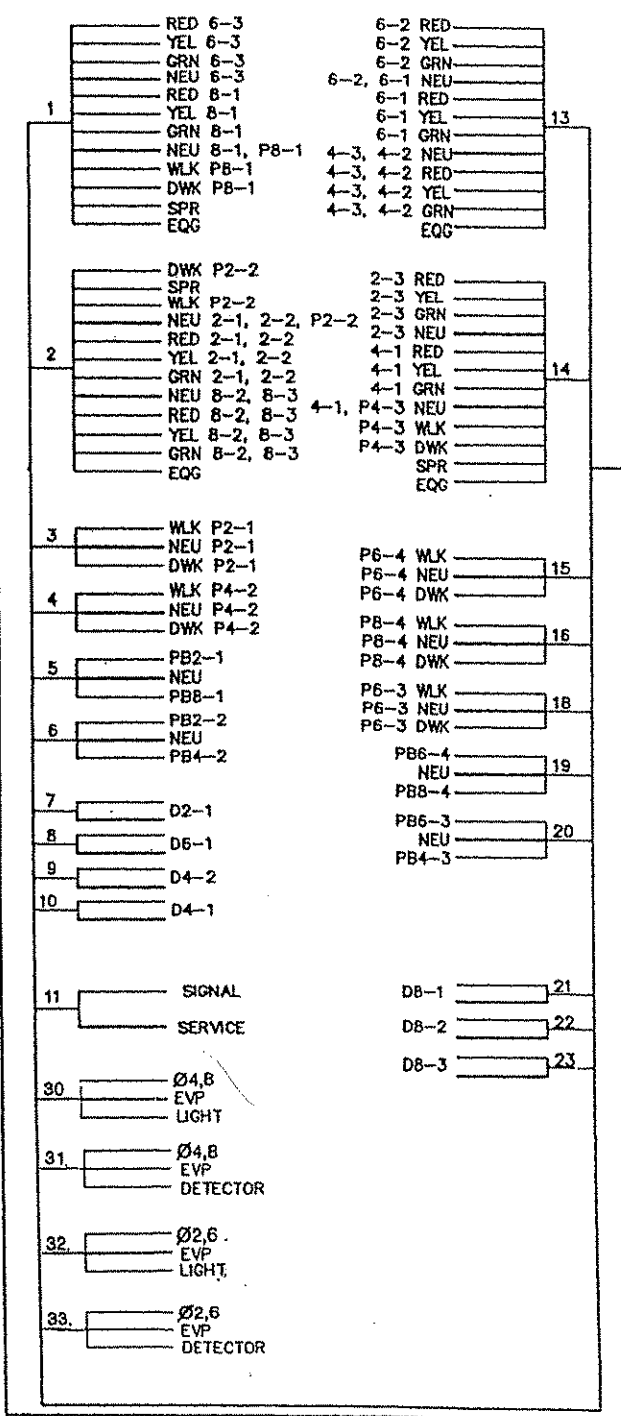 1
RED 6-3
YEL 6-3
GRN 6-3
NEU 6-3
RED 8-1
YEL 8-1
GRN 8-1
NEU 8-1, P8-1
WLK P8-1
DWK P8-1
SPR
EQG
2
DWK P2-2
SPR
WLK P2-2
NEU 2-1, 2-2, P2-2
RED 2-1, 2-2
YEL 2-1, 2-2
GRN 2-1, 2-2
NEU 8-2, 8-3
RED 8-2, 8-3
YEL 8-2, 8-3
GRN 8-2, 8-3
EQG
3
WLK P2-1
NEU P2-1
DWK P2-1
4
WLK P4-2
NEU P4-2
DWK P4-2
5
PB2-1
NEU
PB8-1
6
PB2-2
NEU
PB4-2
7
D2-1
8
D6-1
9
D4-2
10
D4-1
11
SIGNAL
SERVICE
30
Ø4,8
EVP
LIGHT
31
Ø4,8
EVP
DETECTOR
32
Ø2,6
EVP
LIGHT
33
Ø2,6
EVP
DETECTOR
6-2 RED
6-2 YEL
6-2 GRN
6-2, 6-1 NEU
6-1 RED
6-1 YEL
6-1 GRN
4-3, 4-2 NEU
4-3, 4-2 RED
4-3, 4-2 YEL
4-3, 4-2 GRN
EQG
13
2-3 RED
2-3 YEL
2-3 GRN
2-3 NEU
4-1 RED
4-1 YEL
4-1 GRN
4-1, P4-3 NEU
P4-3 WLK
P4-3 DWK
SPR
EQG
14
P6-4 WLK
P6-4 NEU
P6-4 DWK
15
P8-4 WLK
P8-4 NEU
P8-4 DWK
16
P6-3 WLK
P6-3 NEU
P6-3 DWK
18
PB6-4
NEU
PB8-4
19
PB6-3
NEU
PB4-3
20
D8-1
21
D8-2
22
D8-3
23